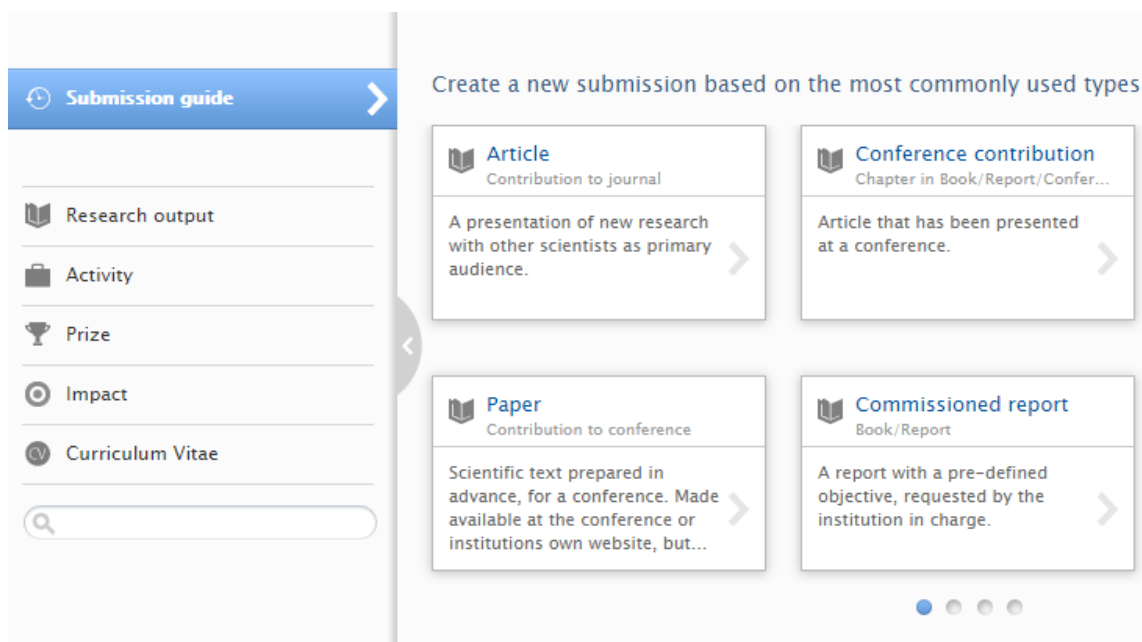 Submission guide
Research output
Activity
Prize
Impact
CV Curriculum Vitae
Create a new submission based on the most commonly used types
Article
Contribution to journal
A presentation of new research
with other scientists as primary
audience.
Conference contribution
Chapter in Book/Report/Confer...
Article that has been presented
at a conference.
Paper
Contribution to conference
Scientific text prepared in
advance, for a conference. Made
available at the conference or
institutions own website, but...
Commissioned report
Book/Report
A report with a pre-defined
objective, requested by the
institution in charge.